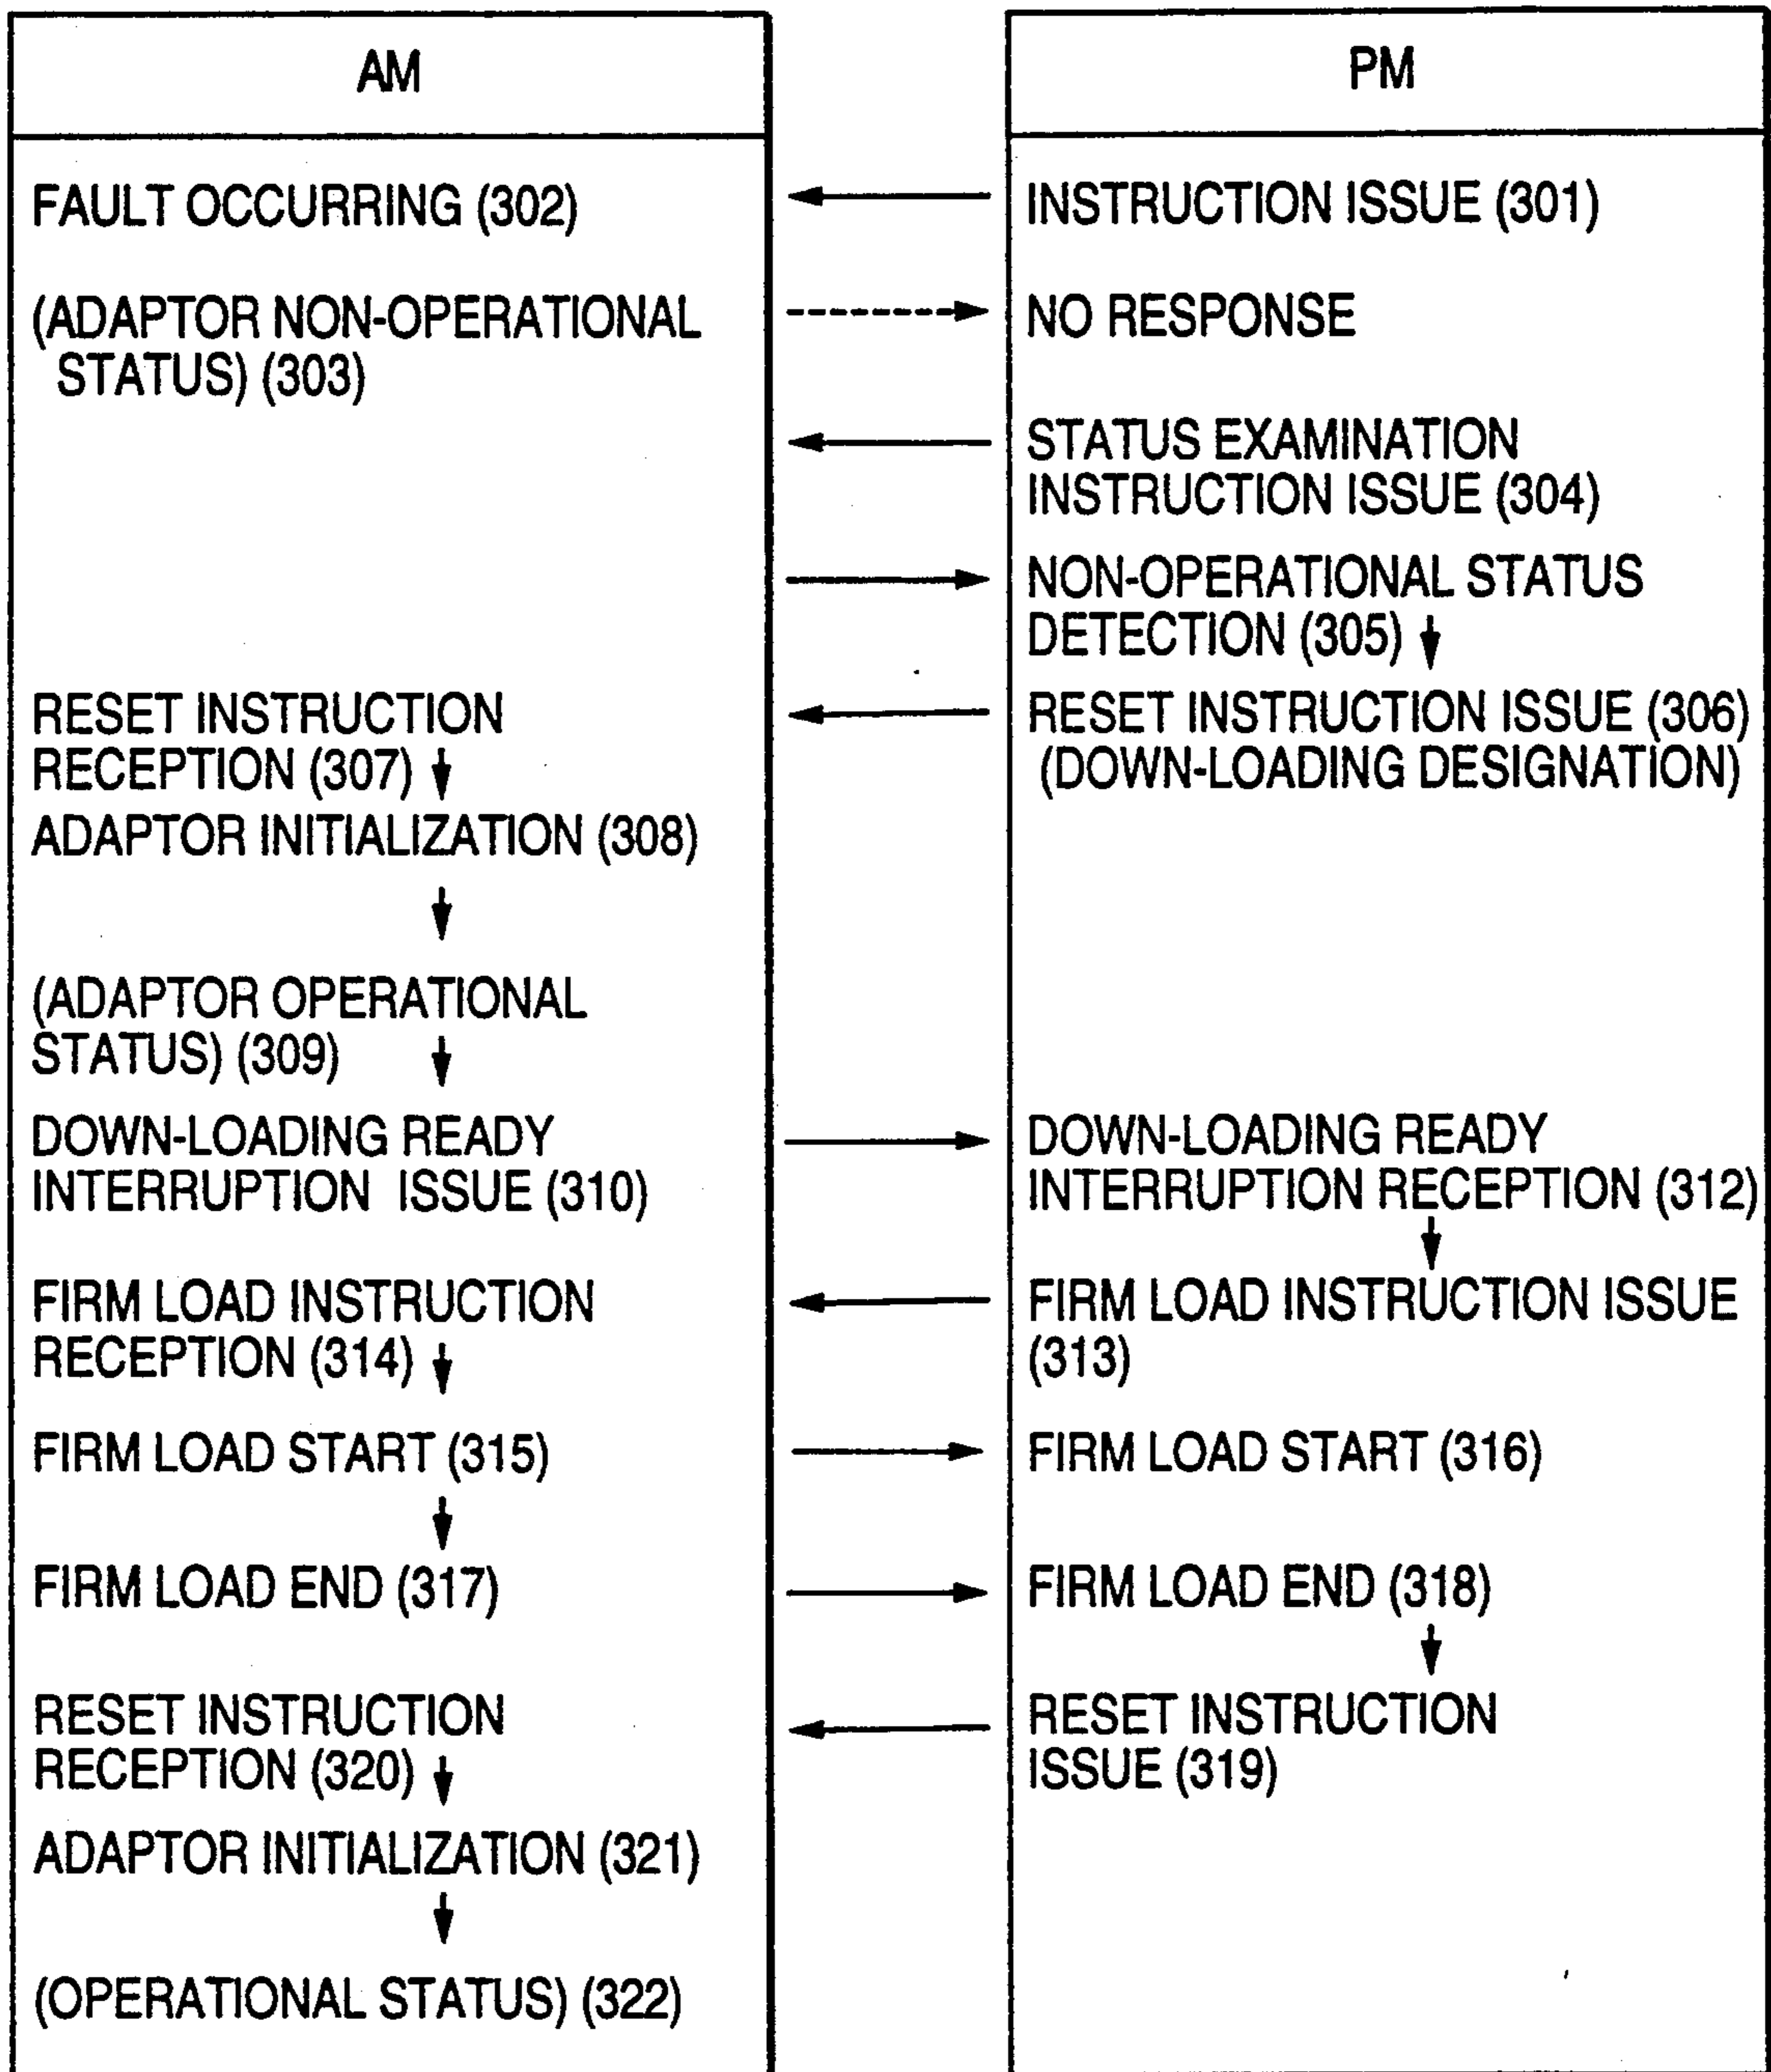 AM
PM
FAULT OCCURRING (302)
INSTRUCTION ISSUE (301)
(ADAPTOR NON-OPERATIONAL
STATUS) (303)
NO RESPONSE
STATUS EXAMINATION
INSTRUCTION ISSUE (304)
NON-OPERATIONAL STATUS
DETECTION (305)
RESET INSTRUCTION
RECEPTION (307)
RESET INSTRUCTION ISSUE (306)
(DOWN-LOADING DESIGNATION)
ADAPTOR INITIALIZATION (308)
(ADAPTOR OPERATIONAL
STATUS) (309)
DOWN-LOADING READY
INTERRUPTION ISSUE (310)
DOWN-LOADING READY
INTERRUPTION RECEPTION (312)
FIRM LOAD INSTRUCTION
RECEPTION (314)
FIRM LOAD INSTRUCTION ISSUE
(313)
FIRM LOAD START (315)
FIRM LOAD START (316)
FIRM LOAD END (317)
FIRM LOAD END (318)
RESET INSTRUCTION
RECEPTION (320)
RESET INSTRUCTION
ISSUE (319)
ADAPTOR INITIALIZATION (321)
(OPERATIONAL STATUS) (322)